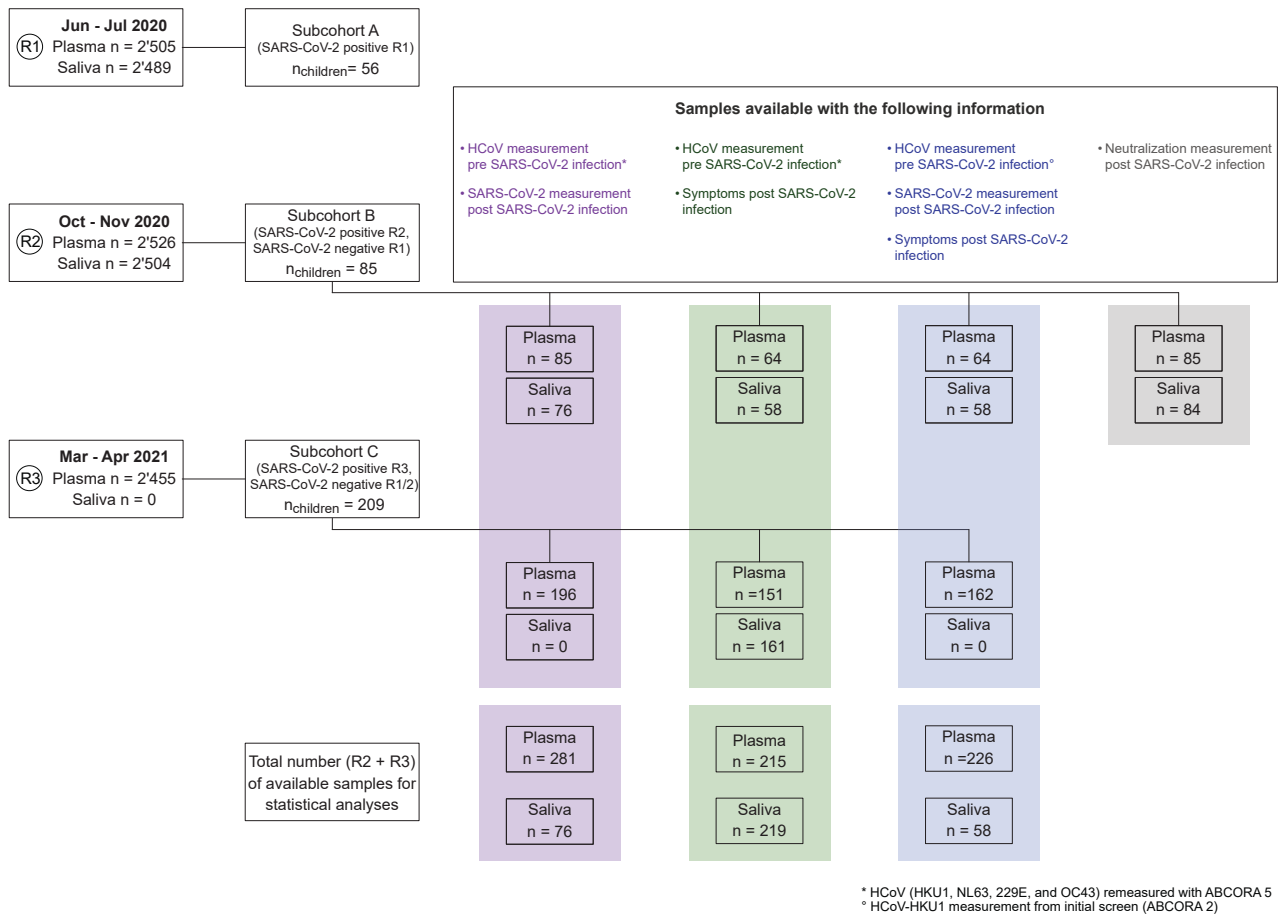 R1
Jun - Jul 2020
Plasma n = 2'505
Saliva n = 2'489
Subcohort A
(SARS-CoV-2 positive R1)
nchildren= 56
Samples available with the following information
• HCoV measurement
pre SARS-CoV-2 infection*
• SARS-CoV-2 measurement
post SARS-CoV-2 infection
• HCoV measurement
pre SARS-CoV-2 infection*
• Symptoms post SARS-CoV-2
infection
• HCoV measurement
pre SARS-CoV-2 infection°
• SARS-CoV-2 measurement
post SARS-CoV-2 infection
• Symptoms post SARS-CoV-2
infection
• Neutralization measurement
post SARS-CoV-2 infection
R2
Oct - Nov 2020
Plasma n = 2'526
Saliva n = 2'504
Subcohort B
(SARS-CoV-2 positive R2,
SARS-CoV-2 negative R1)
nchildren = 85
Plasma
n = 85
Saliva
n = 76
Plasma
n = 64
Saliva
n = 58
Plasma
n = 64
Saliva
n = 58
Plasma
n = 85
Saliva
n = 84
R3
Mar - Apr 2021
Plasma n = 2'455
Saliva n = 0
Subcohort C
(SARS-CoV-2 positive R3,
SARS-CoV-2 negative R1/2)
nchildren = 209
Plasma
n = 196
Saliva
n = 0
Plasma
n =151
Saliva
n = 161
Plasma
n =162
Saliva
n = 0
Total number (R2 + R3)
of available samples for
statistical analyses
Plasma
n = 281
Saliva
n = 76
Plasma
n = 215
Saliva
n = 219
Plasma
n =226
Saliva
n = 58
* HCoV (HKU1, NL63, 229E, and OC43) remeasured with ABCORA 5
° HCoV-HKU1 measurement from initial screen (ABCORA 2)